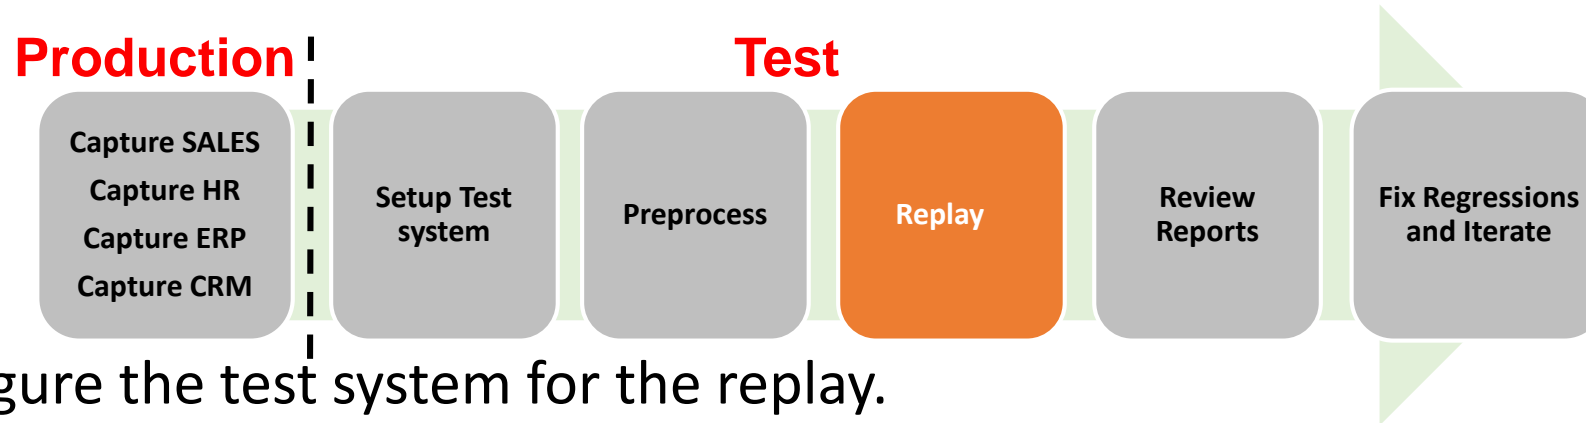 Production
Test
Capture SALES
Capture HR
Capture ERP
Capture CRM
Setup Test
system
Preprocess
Replay
Review
Reports
Fix Regressions
and Iterate
gure the test system for the replay.